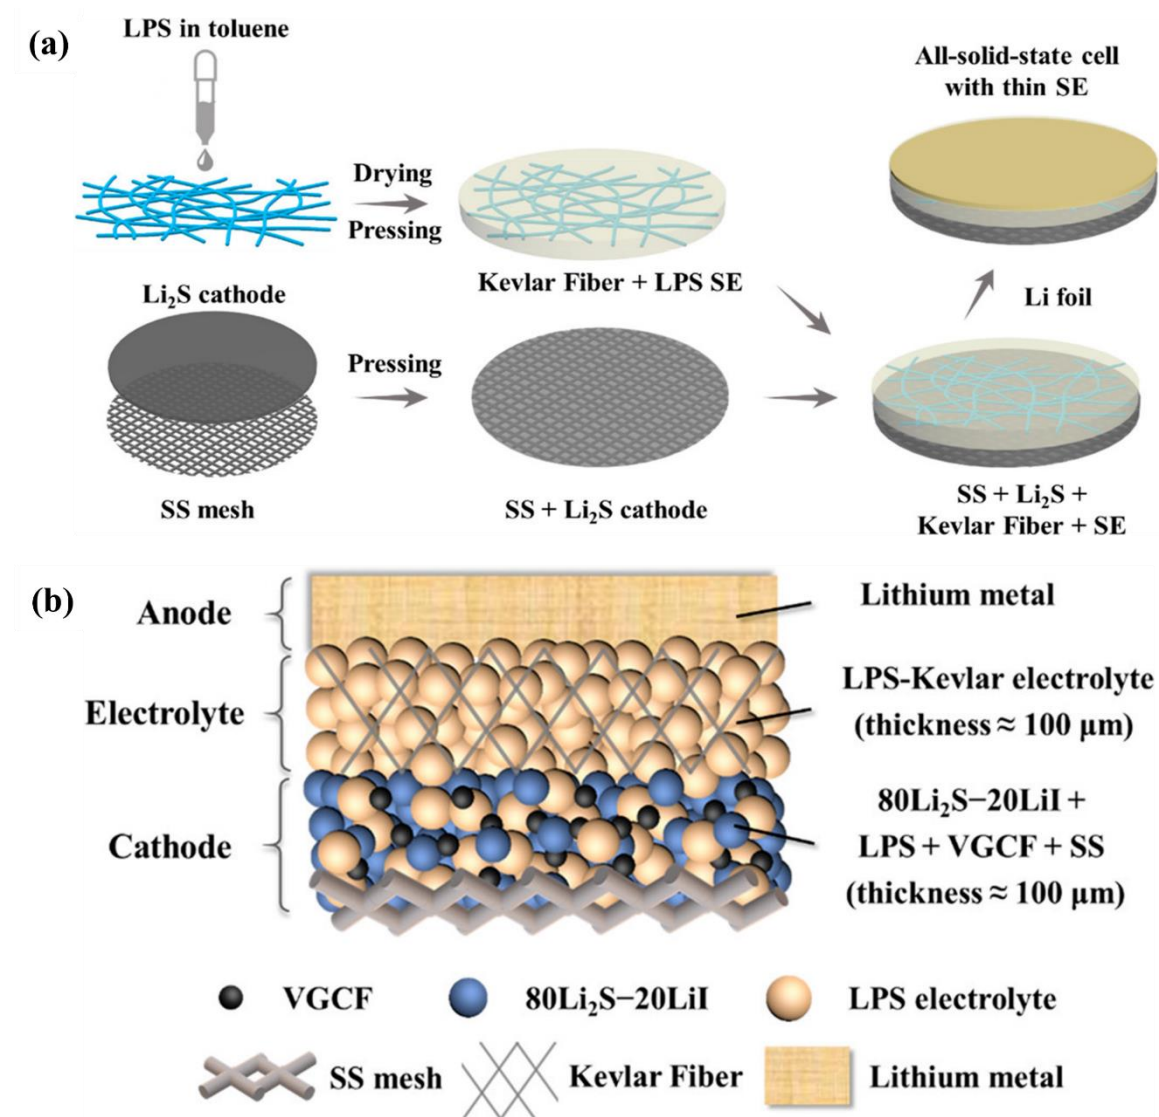 (a)
LPS in toluene
Drying
Pressing
Kevlar Fiber + LPS SE
All-solid-state cell
with thin SE
Li₂S cathode
Pressing
Li foil
SS mesh
SS + Li₂S cathode
SS + Li₂S +
Kevlar Fiber + SE
(b)
Anode
Lithium metal
Electrolyte
LPS-Kevlar electrolyte
(thickness ≈ 100 μm)
Cathode
80Li₂S−20LiI +
LPS + VGCF + SS
(thickness ≈ 100 μm)
VGCF
80Li₂S−20LiI
LPS electrolyte
SS mesh
Kevlar Fiber
Lithium metal